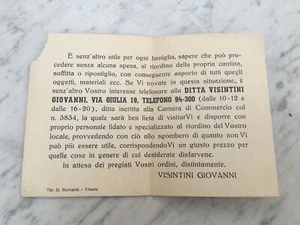 È senz'altro utile per ogni famiglia, sapere che può pro-
cedere senza alcuna spesa, al riordino della propria cantina,
soffitta o ripostiglio, con conseguente asporto di tutti quegli
oggetti, materiali ecc. Se Vi trovate in questa situazione, è
senz'altro Vostro interesse telefonare alla DITTA VISINTINI
GIOVANNI, VIA GIULIA 19, TELEFONO 94-300 (dalle 10-12 e
dalle 16-20) ditta iscritta alla Camera di Commercio col
n. 5834, la quale sarà ben lieta di visitarVi e disporre con
proprio personale fidato e specializzato al riordino del Vostro
locale, provvedendo con ciò allo sgombero di quanto non Vi
può più essere utile, corrispondendoVi un giusto prezzo per
quelle cose in genere di cui desiderate disfarvene.
In attesa dei pregiati Vostri ordini, distintamente.
VISINTINI GIOVANNI
Tip. U. Bernardi - Trieste